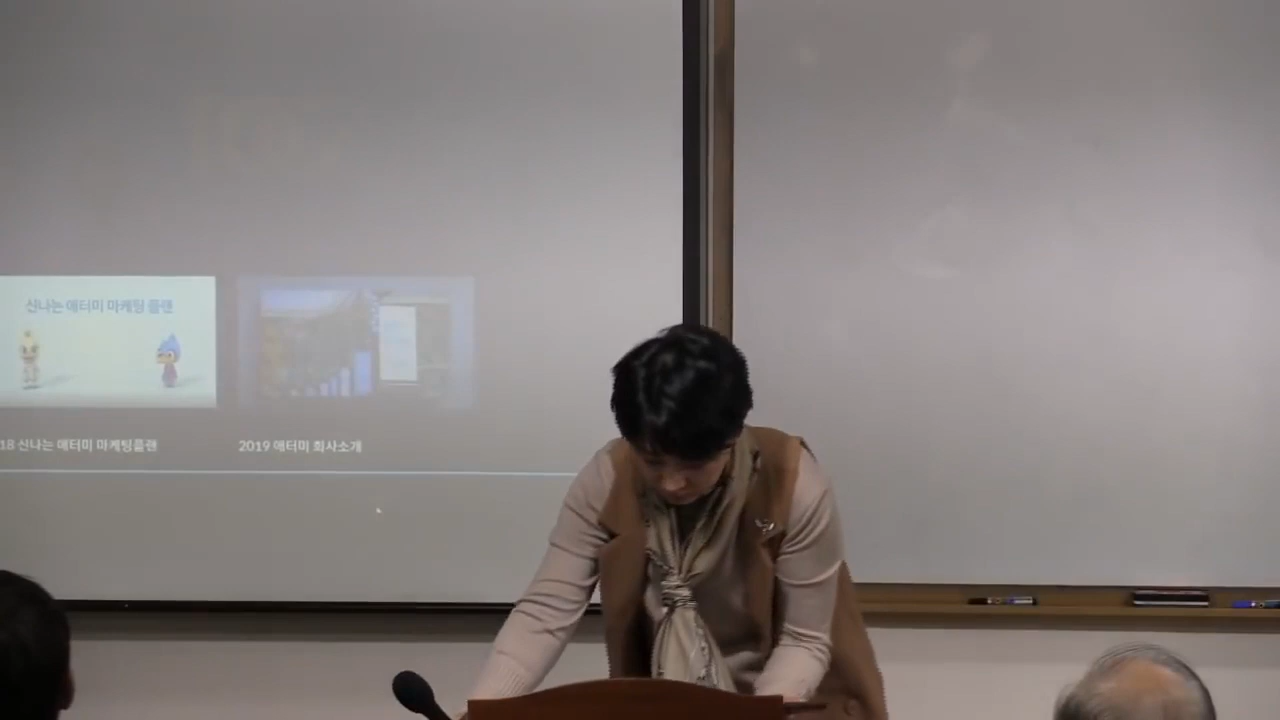 신나는 애터미 마케팅 플랜
18 신나는 애터미 마케팅플랜
2019 애터미 회사소개